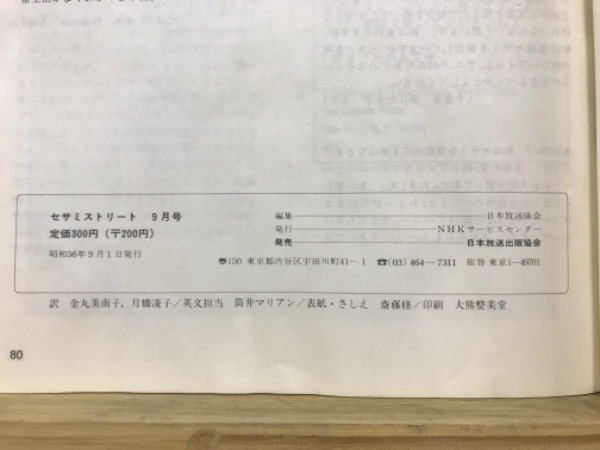 セサミストリート 9月号
定価300円(〒200円)
昭和56年9月1日発行
編集 日本放送協会
発行 NHKサービスセンター
発売 日本放送出版協会
〠150 東京都渋谷区宇田川町41-1 ☎(03)464-7311 振替 東京1-49701
訳 金丸美南子, 月橋凌子/英文担当 筒井マリアン/表紙・さしえ 斎藤修/印刷 大熊整美堂
80